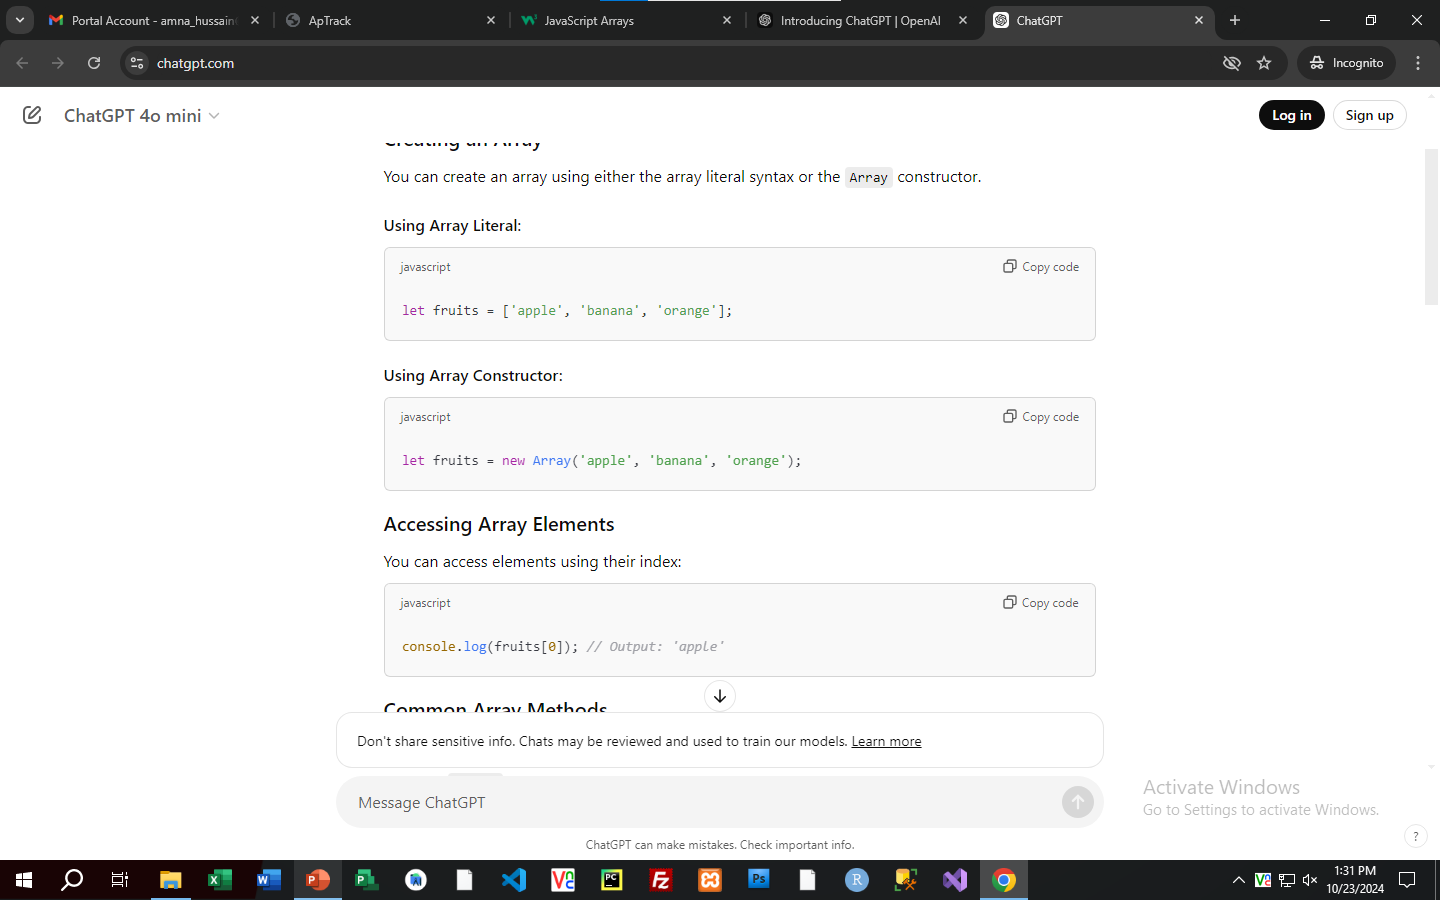 Portal Account - amna_hussain
ApTrack
JavaScript Arrays
Introducing ChatGPT | OpenAI
ChatGPT
chatgpt.com
Incognito
ChatGPT 4o mini
Log in
Sign up
Creating an Array
You can create an array using either the array literal syntax or the Array constructor.
Using Array Literal:
javascript
Copy code
let fruits = ['apple', 'banana', 'orange'];
Using Array Constructor:
javascript
Copy code
let fruits = new Array('apple', 'banana', 'orange');
Accessing Array Elements
You can access elements using their index:
javascript
Copy code
console.log(fruits[0]); // Output: 'apple'
Common Array Methods
Don't share sensitive info. Chats may be reviewed and used to train our models. Learn more
Message ChatGPT
Activate Windows
Go to Settings to activate Windows.
ChatGPT can make mistakes. Check important info.
?
1:31 PM
10/23/2024